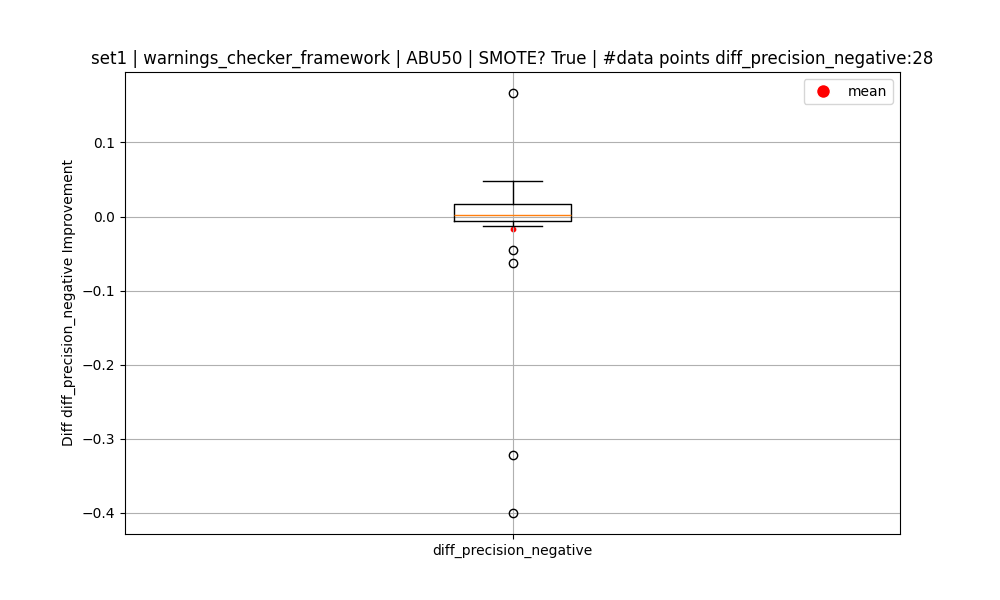 set1 | warnings_checker_framework | ABU50 | SMOTE? True | #data points diff_precision_negative:28
mean
0.1
0.0
−0.1
−0.2
−0.3
−0.4
Diff diff_precision_negative Improvement
diff_precision_negative